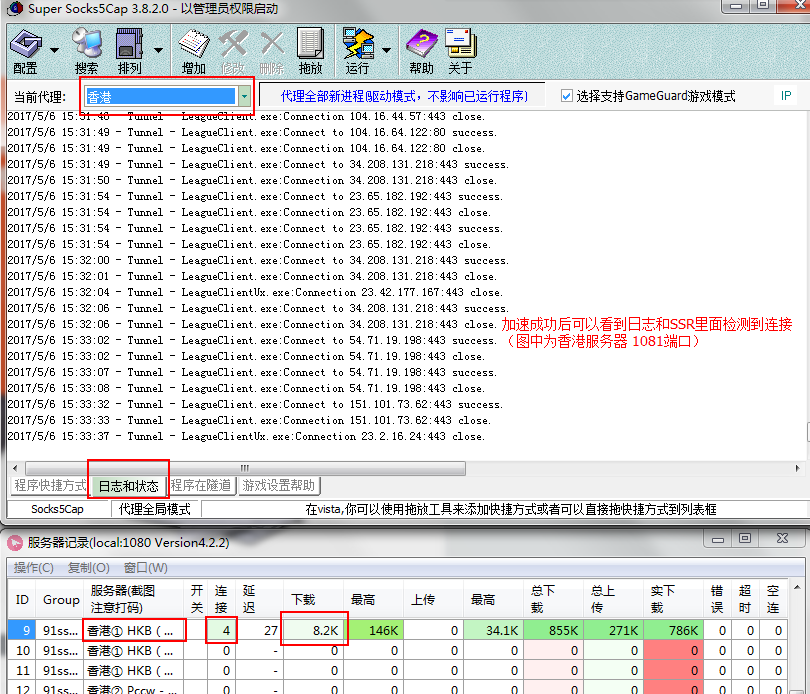 Super Socks5Cap 3.8.2.0 - 以管理员权限启动
配置 搜索 排列 增加 修改 删除 拖放 运行 帮助 关于
当前代理: 香港 代理全部新进程[驱动模式，不影响已运行程序] 选择支持GameGuard游戏模式 IP
2017/5/6 15:31:48 - Tunnel - LeagueClient.exe:Connection 104.16.44.57:443 close.
2017/5/6 15:31:49 - Tunnel - LeagueClient.exe:Connect to 104.16.64.122:80 success.
2017/5/6 15:31:49 - Tunnel - LeagueClient.exe:Connection 104.16.64.122:80 close.
2017/5/6 15:31:49 - Tunnel - LeagueClient.exe:Connect to 34.208.131.218:443 success.
2017/5/6 15:31:50 - Tunnel - LeagueClient.exe:Connection 34.208.131.218:443 close.
2017/5/6 15:31:54 - Tunnel - LeagueClient.exe:Connect to 23.65.182.192:443 success.
2017/5/6 15:31:54 - Tunnel - LeagueClient.exe:Connection 23.65.182.192:443 close.
2017/5/6 15:31:54 - Tunnel - LeagueClient.exe:Connect to 23.65.182.192:443 success.
2017/5/6 15:31:54 - Tunnel - LeagueClient.exe:Connection 23.65.182.192:443 close.
2017/5/6 15:32:00 - Tunnel - LeagueClient.exe:Connect to 34.208.131.218:443 success.
2017/5/6 15:32:01 - Tunnel - LeagueClient.exe:Connection 34.208.131.218:443 close.
2017/5/6 15:32:04 - Tunnel - LeagueClientUx.exe:Connection 23.42.177.167:443 close.
2017/5/6 15:32:06 - Tunnel - LeagueClient.exe:Connect to 34.208.131.218:443 success.
2017/5/6 15:32:06 - Tunnel - LeagueClient.exe:Connection 34.208.131.218:443 close.
加速成功后可以看到日志和SSR里面检测到连接
2017/5/6 15:33:02 - Tunnel - LeagueClient.exe:Connect to 54.71.19.198:443 success.
（图中为香港服务器 1081端口）
2017/5/6 15:33:02 - Tunnel - LeagueClient.exe:Connection 54.71.19.198:443 close.
2017/5/6 15:33:07 - Tunnel - LeagueClient.exe:Connect to 54.71.19.198:443 success.
2017/5/6 15:33:08 - Tunnel - LeagueClient.exe:Connection 54.71.19.198:443 close.
2017/5/6 15:33:32 - Tunnel - LeagueClient.exe:Connect to 151.101.73.62:443 success.
2017/5/6 15:33:33 - Tunnel - LeagueClient.exe:Connection 151.101.73.62:443 close.
2017/5/6 15:33:37 - Tunnel - LeagueClientUx.exe:Connection 23.2.16.24:443 close.
程序快捷方式 日志和状态 程序在隧道 游戏设置帮助
Socks5Cap 代理全局模式 在vista,你可以使用拖放工具来添加快捷方式或者可以直接拖快捷方式到列表框
服务器记录(local:1080 Version4.2.2)
操作(C) 复制(O) 窗口(W)
ID Group 服务器(截图注意打码) 开关 连接 延迟 下载 最高 上传 最高 总下载 总上传 实下载 错误 超时 空连
9 91ss... 香港① HKB ( ... 4 27 8.2K 146K 0 34.1K 855K 271K 786K 0 0 0
10 91ss... 香港① HKB ( ... 0 - 0 0 0 0 0 0 0 0 0 0
11 91ss... 香港① HKB ( ... 0 - 0 0 0 0 0 0 0 0 0 0
12 91ss... 香港② Pccw - ... 0 - 0 0 0 0 0 0 0 0 0 0